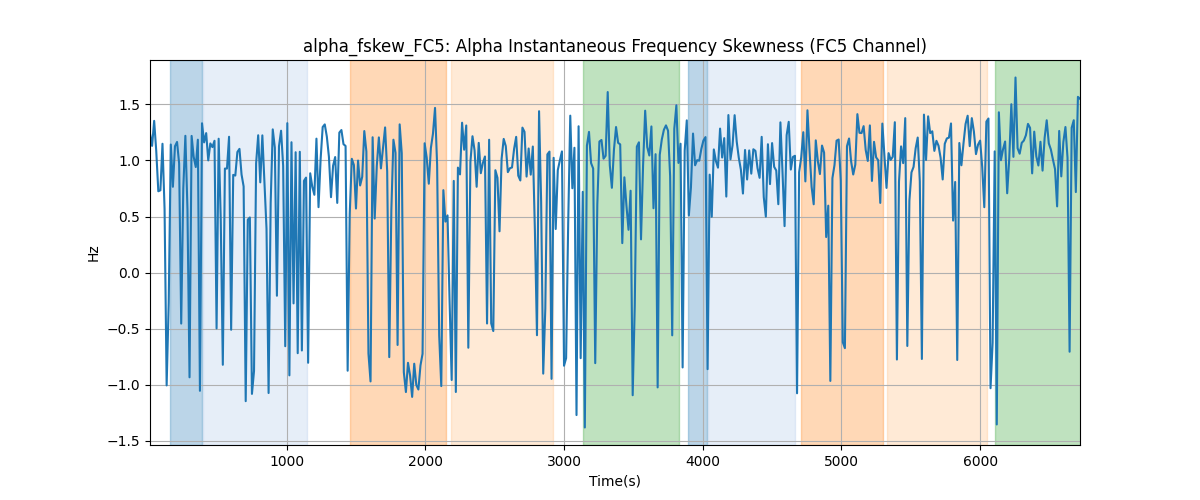 alpha_fskew_FC5: Alpha Instantaneous Frequency Skewness (FC5 Channel)
1.5
1.0
0.5
0.0
−0.5
−1.0
−1.5
Hz
1000 2000 3000 4000 5000 6000
Time(s)